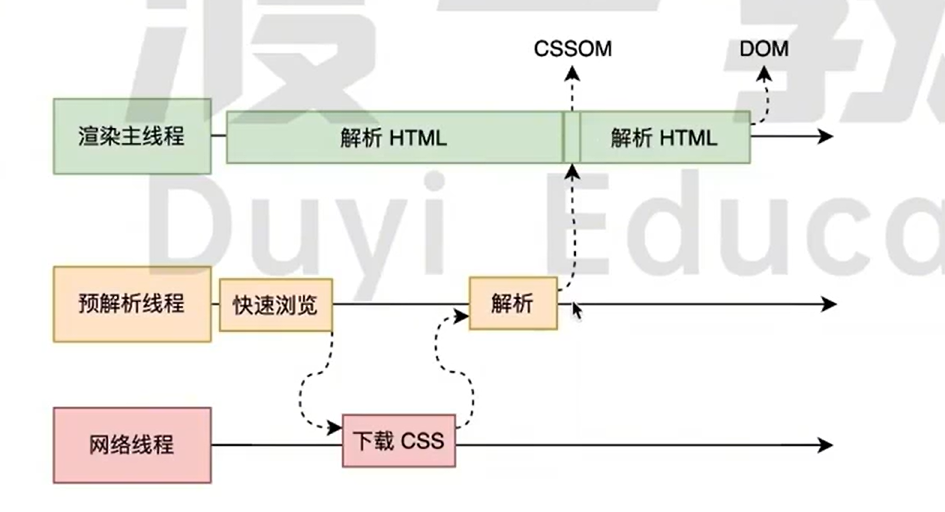 渡一教
CSSOM
DOM
渲染主线程
解析 HTML
解析 HTML
Duyi Educa
预解析线程
快速浏览
解析
网络线程
下载 CSS